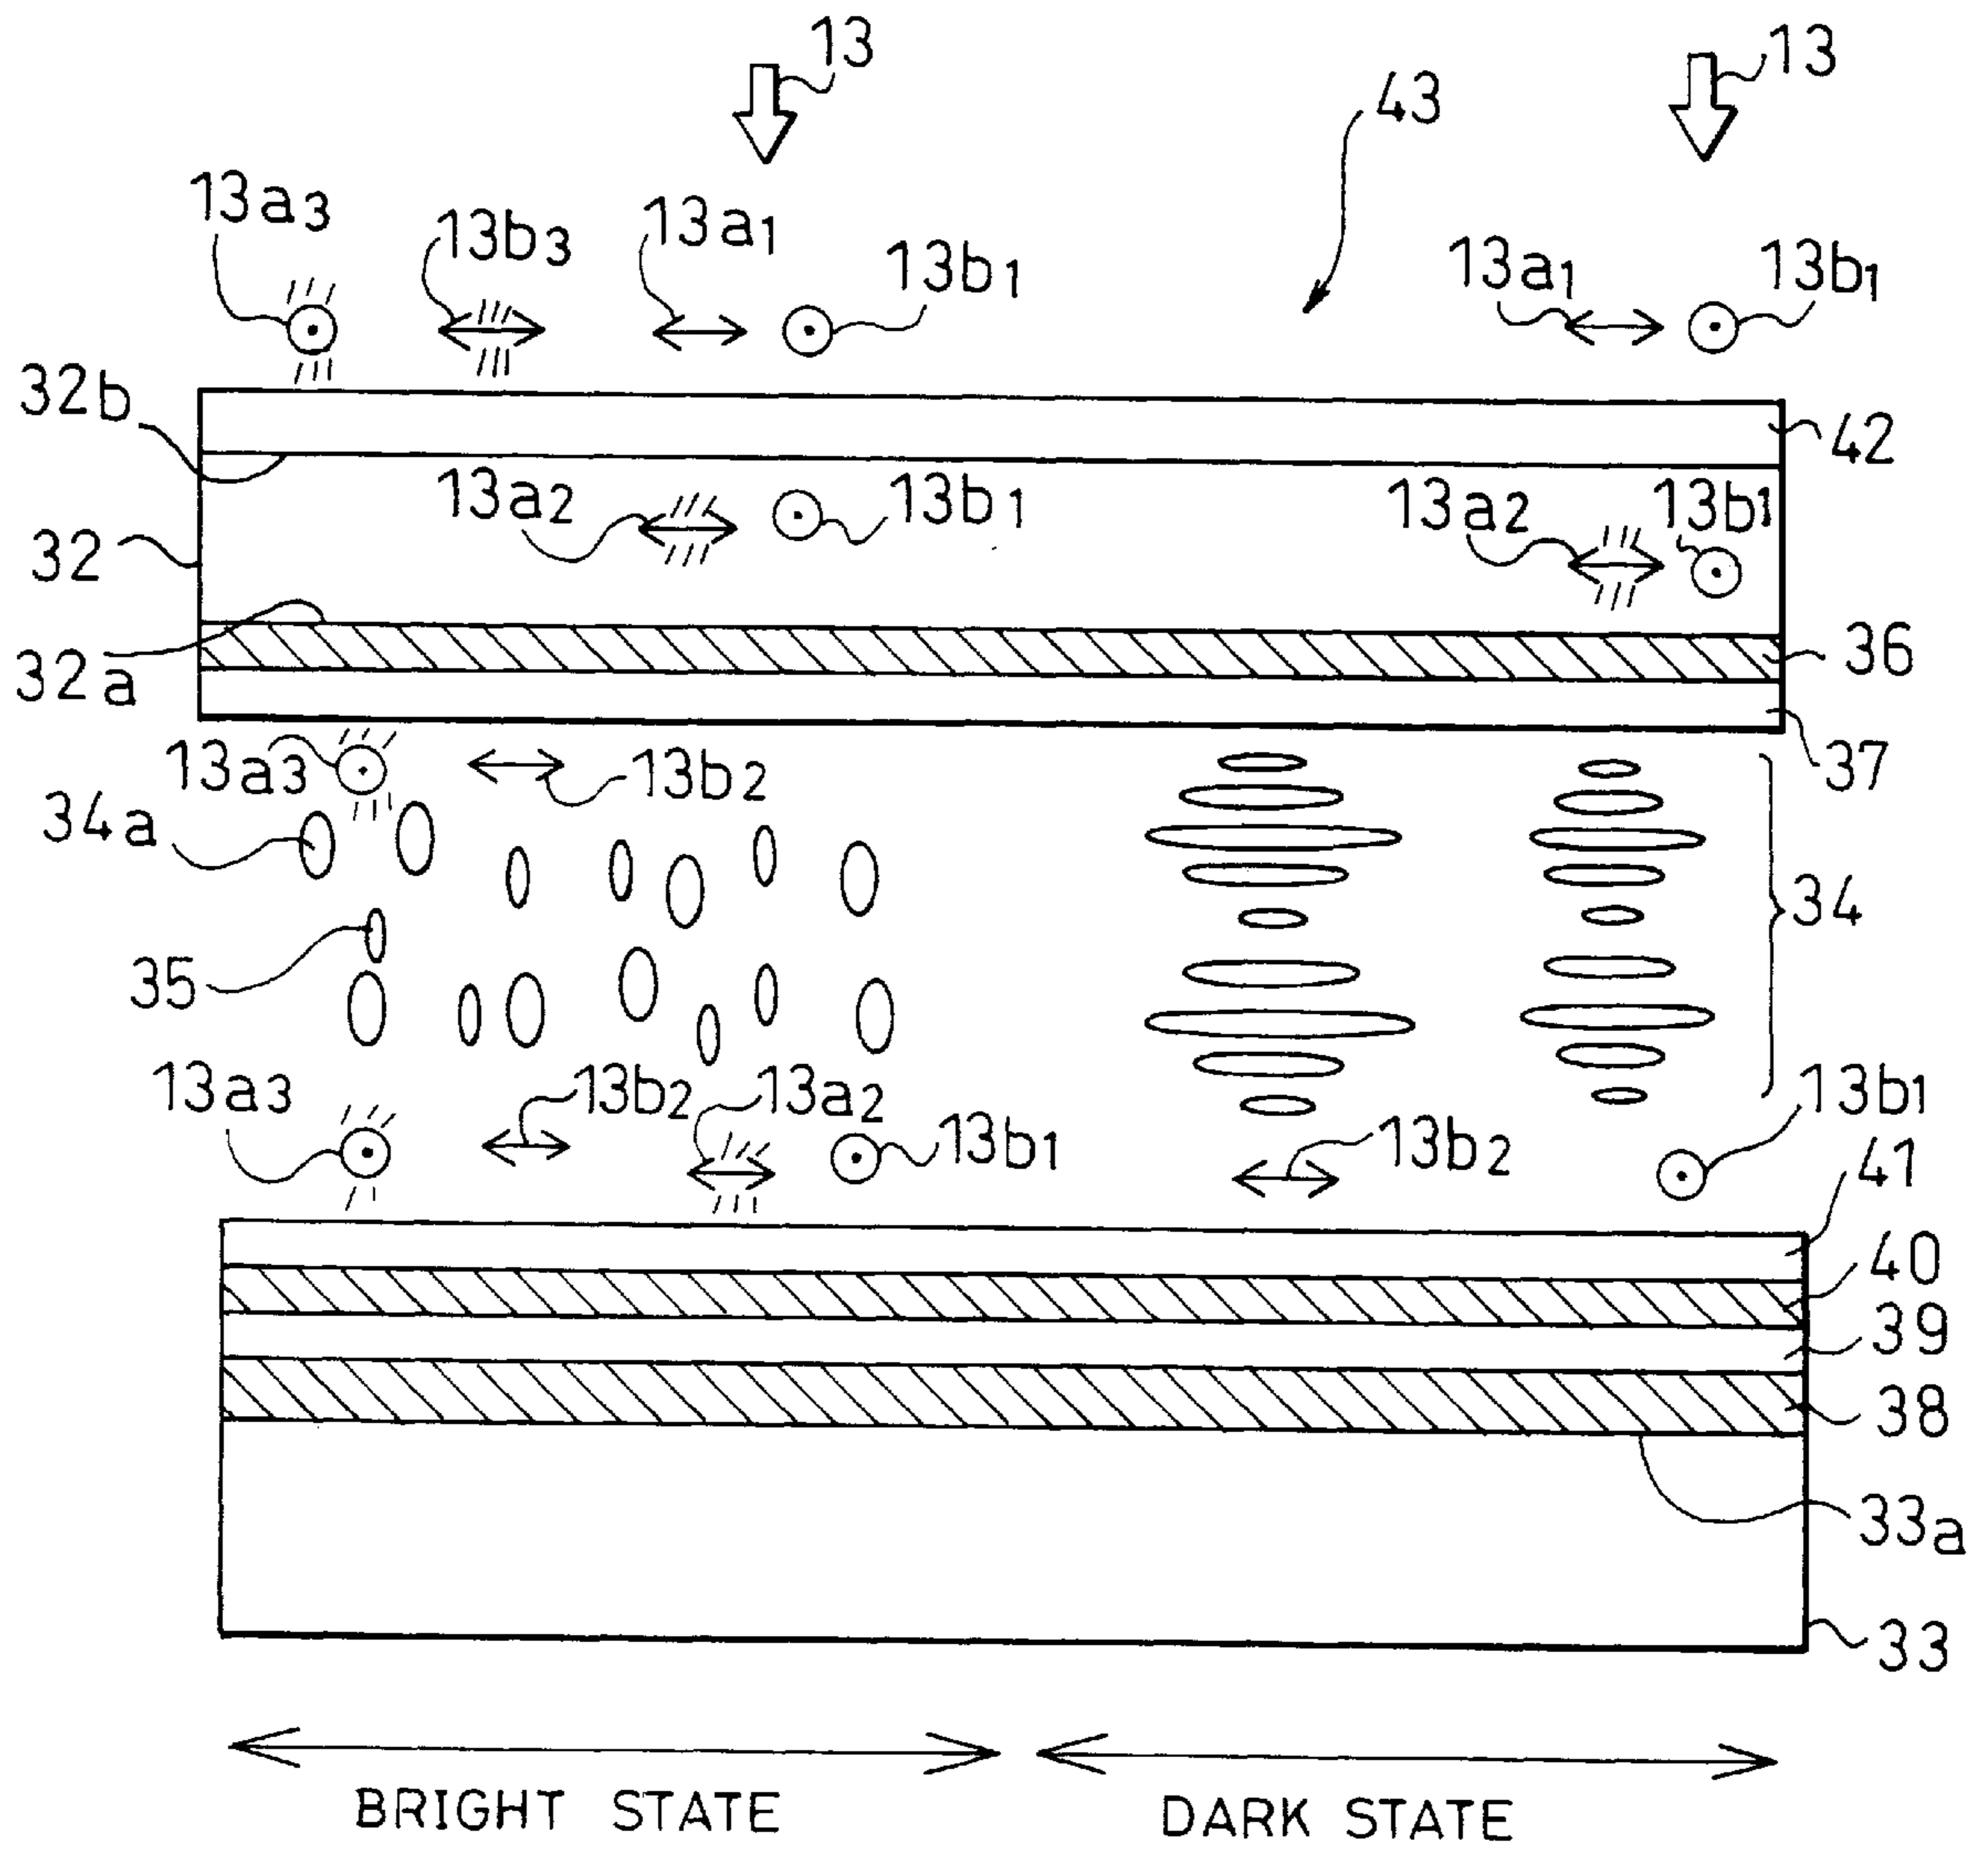 13 13
43
13a3 13b3 13a1 13b1 13a1 13b1
32b 42
13a2 13b1 13a2 13b1
32
32a 36
13a3 13b2 37
34a
34
35
13a3 13b2 13a2 13b1 13b2 13b1
41
40
39
38
33a
33
BRIGHT STATE DARK STATE